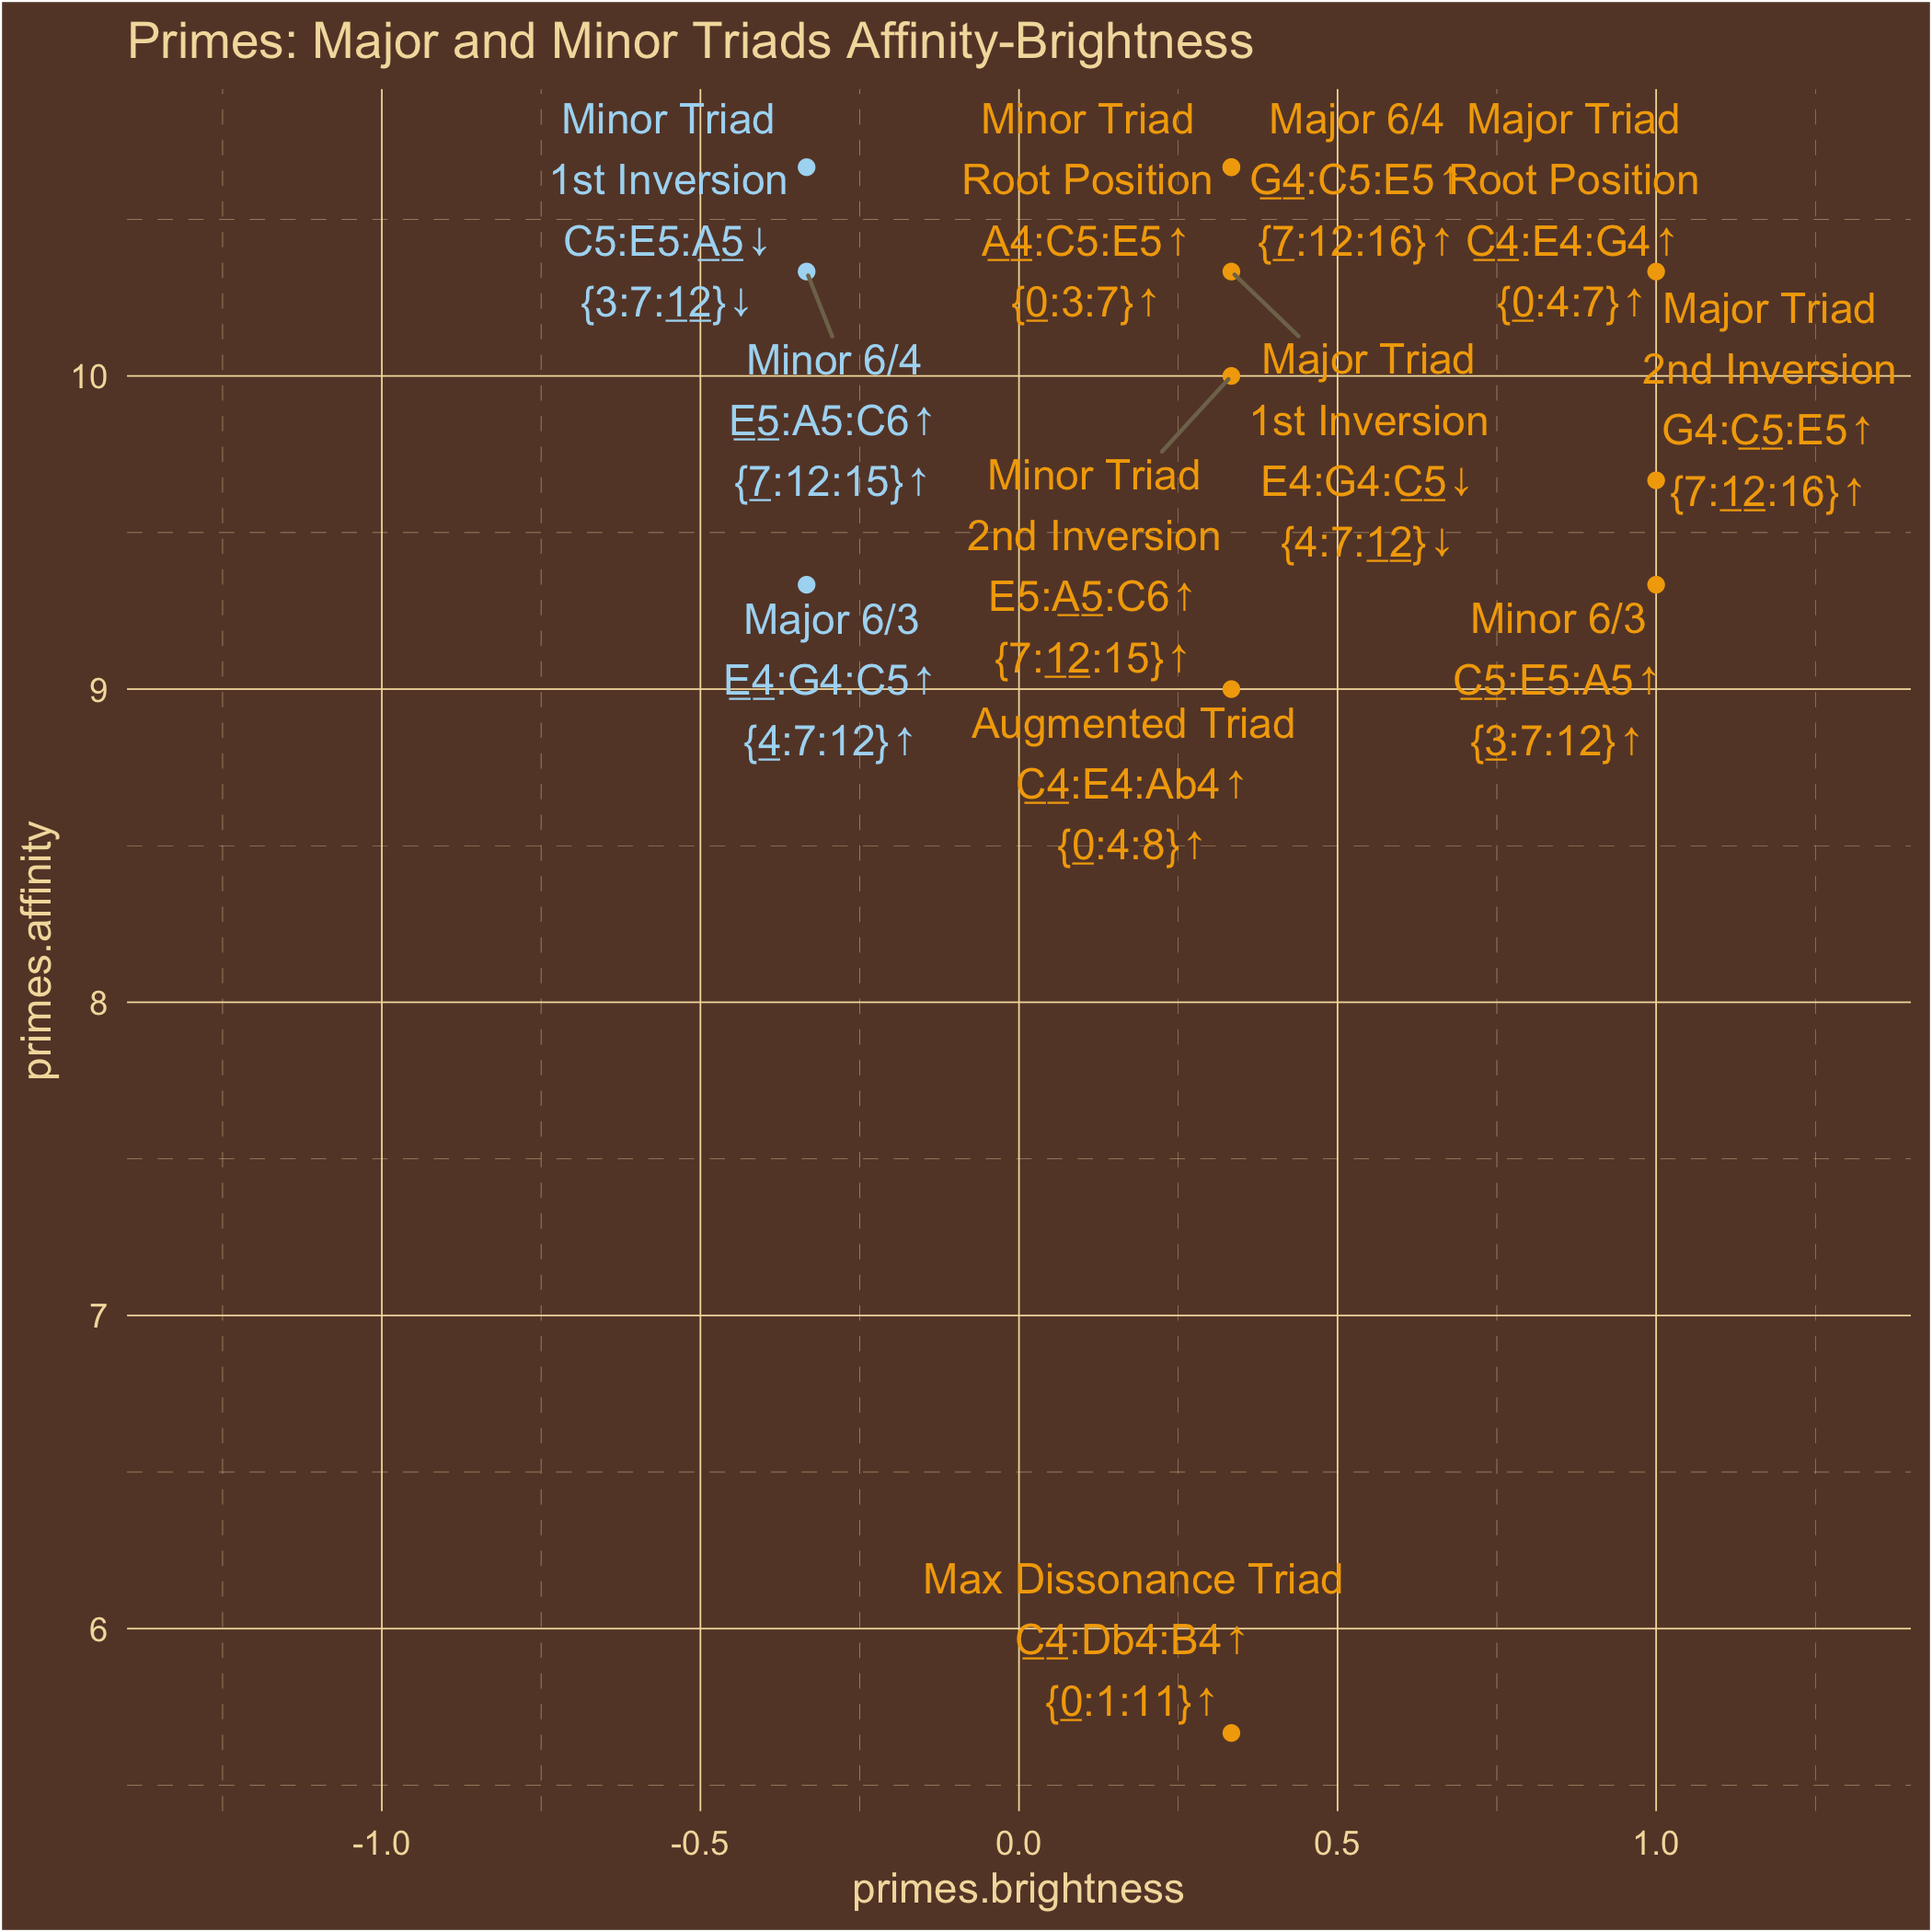 Primes: Major and Minor Triads Affinity-Brightness
Minor Triad
1st Inversion
C5:E5:A5↓
{3:7:12}↓
Minor Triad
Root Position
A4:C5:E5↑
{0:3:7}↑
Major 6/4
G4:C5:E5↑
{7:12:16}↑
Major Triad
Root Position
C4:E4:G4↑
{0:4:7}↑
Major Triad
2nd Inversion
G4:C5:E5↑
{7:12:16}↑
Minor 6/4
E5:A5:C6↑
{7:12:15}↑
Major Triad
1st Inversion
E4:G4:C5↓
{4:7:12}↓
Minor Triad
2nd Inversion
E5:A5:C6↑
{7:12:15}↑
Major 6/3
E4:G4:C5↑
{4:7:12}↑
Minor 6/3
C5:E5:A5↑
{3:7:12}↑
Augmented Triad
C4:E4:Ab4↑
{0:4:8}↑
Max Dissonance Triad
C4:Db4:B4↑
{0:1:11}↑
primes.affinity
10
9
8
7
6
-1.0
-0.5
0.0
0.5
1.0
primes.brightness